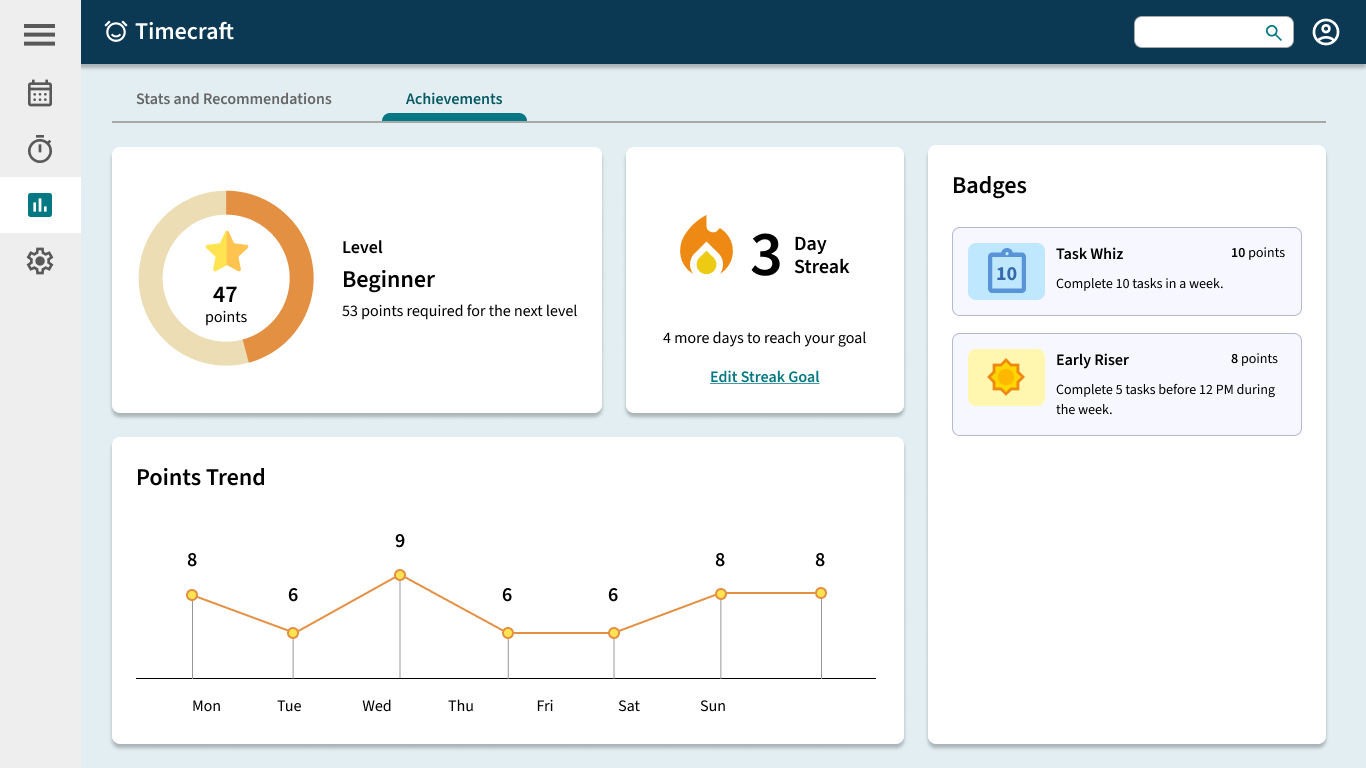 Timecraft
Stats and Recommendations
Achievements
47
points
Level
Beginner
53 points required for the next level
3
Day
Streak
4 more days to reach your goal
Edit Streak Goal
Badges
10
Task Whiz
10 points
Complete 10 tasks in a week.
Early Riser
8 points
Complete 5 tasks before 12 PM during
the week.
Points Trend
8 6 9 6 6 8 8
Mon Tue Wed Thu Fri Sat Sun